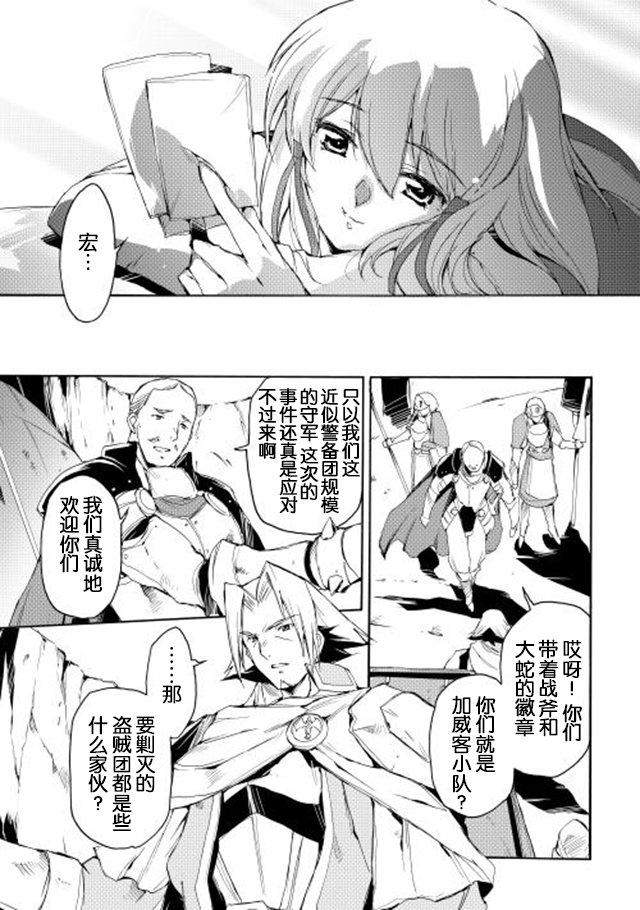 宏…
哎呀！你们
带着战斧和
大蛇的徽章
你们就是
加威客小队？
只以我们这
近似警备团规模
的守军 这次的
事件还真是应对
不过来啊
我们真诚地
欢迎你们
……那
要剿灭的
盗贼团都是些
什么家伙？